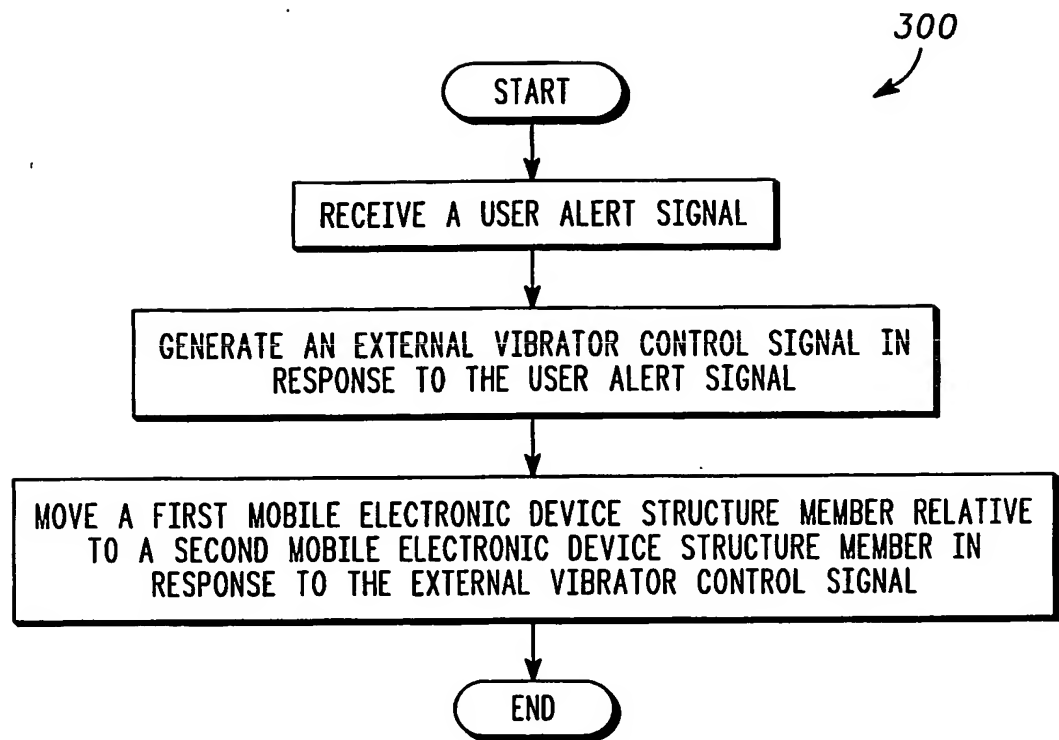 300
START
RECEIVE A USER ALERT SIGNAL
GENERATE AN EXTERNAL VIBRATOR CONTROL SIGNAL IN
RESPONSE TO THE USER ALERT SIGNAL
MOVE A FIRST MOBILE ELECTRONIC DEVICE STRUCTURE MEMBER RELATIVE
TO A SECOND MOBILE ELECTRONIC DEVICE STRUCTURE MEMBER IN
RESPONSE TO THE EXTERNAL VIBRATOR CONTROL SIGNAL
END